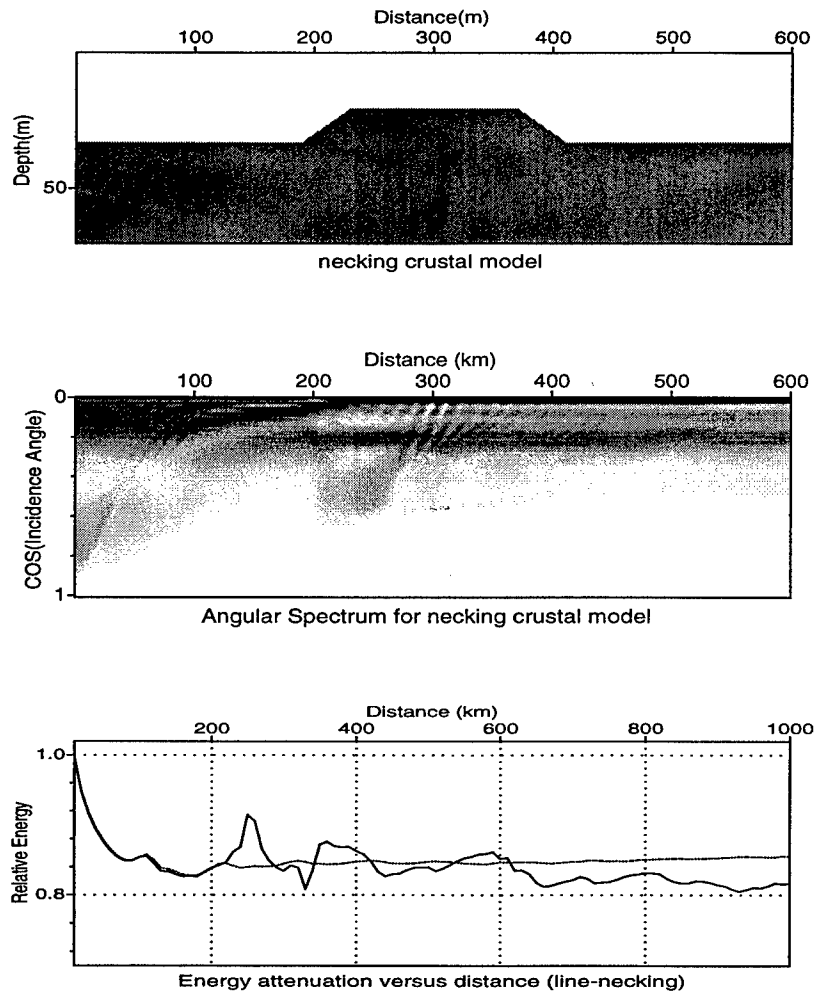 Distance(m)
100 200 300 400 500 600
Depth(m)
50
necking crustal model
Distance (km)
100 200 300 400 500 600
0
COS(Incidence Angle)
1
Angular Spectrum for necking crustal model
Distance (km)
200 400 600 800 1000
1.0
Relative Energy
0.8
Energy attenuation versus distance (line-necking)